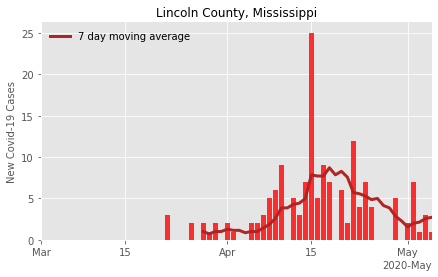 Lincoln County, Mississippi
7 day moving average
New Covid-19 Cases
25
20
15
10
5
0
Mar 15 Apr 15 May
2020-May